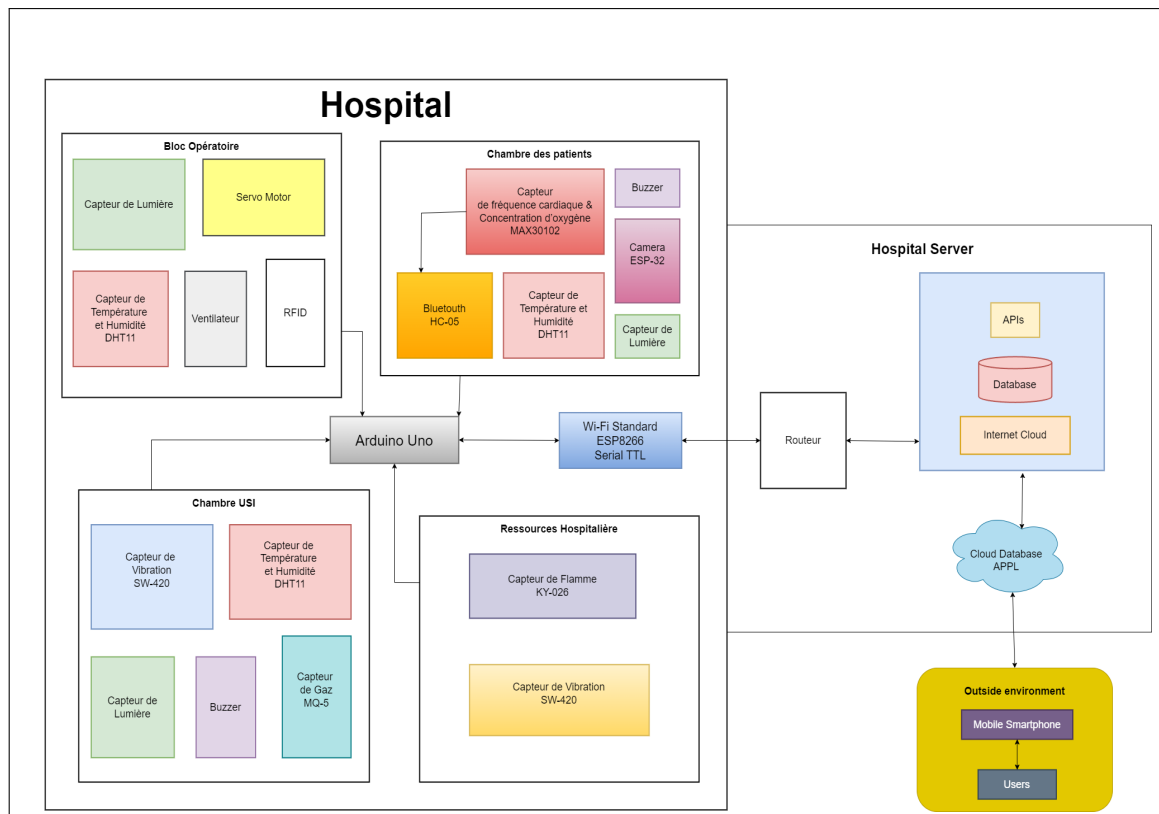 Hospital
Bloc Opératoire
Capteur de Lumière
Servo Motor
Capteur de
Température
et Humidité
DHT11
Ventilateur
RFID
Chambre des patients
Capteur
de fréquence cardiaque &
Concentration d'oxygène
MAX30102
Buzzer
Camera
ESP-32
Bluetouth
HC-05
Capteur de
Température et
Humidité
DHT11
Capteur de
Lumière
Arduino Uno
Wi-Fi Standard
ESP8266
Serial TTL
Routeur
Hospital Server
APIs
Database
Internet Cloud
Cloud Database
APPL
Chambre USI
Capteur de
Vibration
SW-420
Capteur de
Température
et Humidité
DHT11
Capteur de
Lumière
Buzzer
Capteur
de Gaz
MQ-5
Ressources Hospitalière
Capteur de Flamme
KY-026
Capteur de Vibration
SW-420
Outside environment
Mobile Smartphone
Users